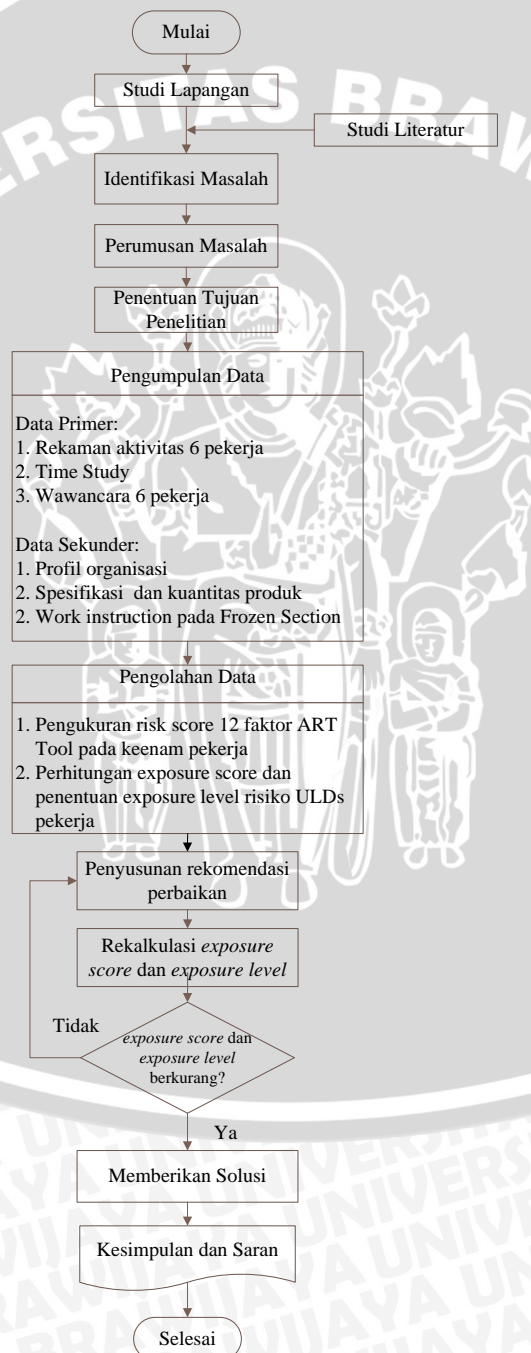 Mulai
Studi Lapangan
Studi Literatur
Identifikasi Masalah
Perumusan Masalah
Penentuan Tujuan
Penelitian
Pengumpulan Data
Data Primer:
1. Rekaman aktivitas 6 pekerja
2. Time Study
3. Wawancara 6 pekerja
Data Sekunder:
1. Profil organisasi
2. Spesifikasi dan kuantitas produk
2. Work instruction pada Frozen Section
Pengolahan Data
1. Pengukuran risk score 12 faktor ART
Tool pada keenam pekerja
2. Perhitungan exposure score dan
penentuan exposure level risiko ULDs
pekerja
Penyusunan rekomendasi
perbaikan
Rekalkulasi exposure
score dan exposure level
Tidak
exposure score dan
exposure level
berkurang?
Ya
Memberikan Solusi
Kesimpulan dan Saran
Selesai